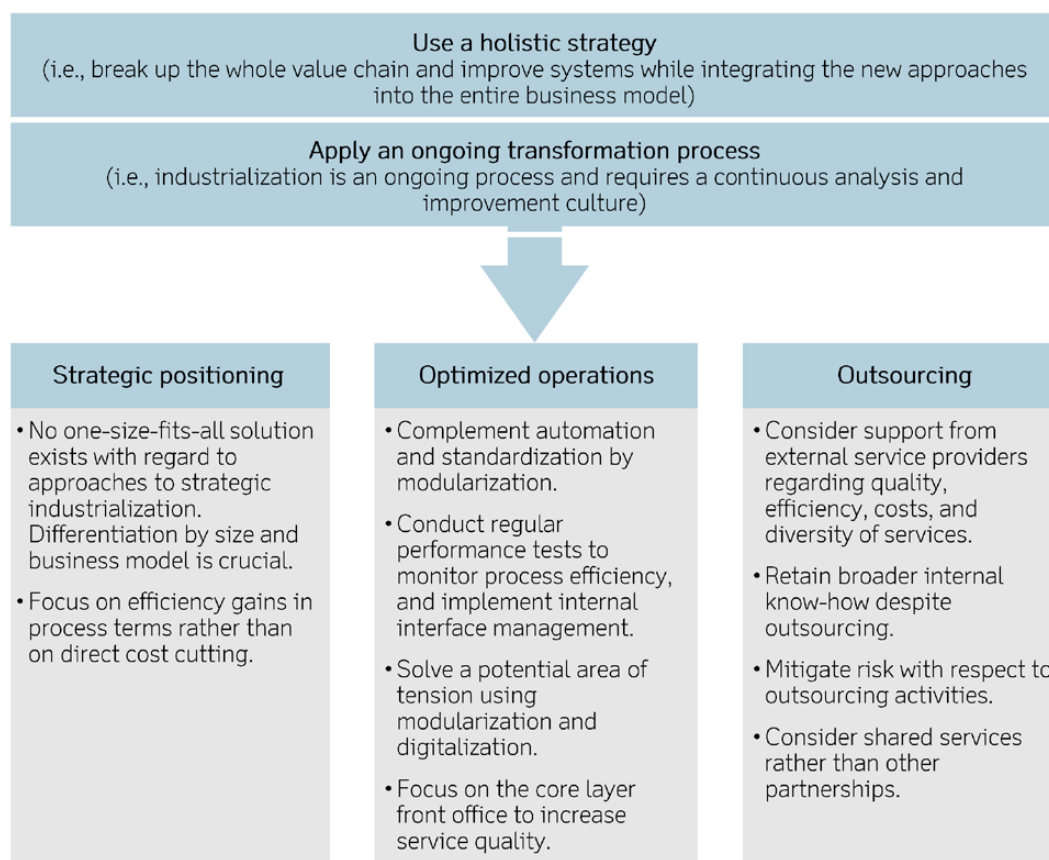 Use a holistic strategy
(i.e., break up the whole value chain and improve systems while integrating the new approaches
into the entire business model)
Apply an ongoing transformation process
(i.e., industrialization is an ongoing process and requires a continuous analysis and
improvement culture)
Strategic positioning
• No one-size-fits-all solution
exists with regard to
approaches to strategic
industrialization.
Differentiation by size and
business model is crucial.
• Focus on efficiency gains in
process terms rather than
on direct cost cutting.
Optimized operations
• Complement automation
and standardization by
modularization.
• Conduct regular
performance tests to
monitor process efficiency,
and implement internal
interface management.
• Solve a potential area of
tension using
modularization and
digitalization.
• Focus on the core layer
front office to increase
service quality.
Outsourcing
• Consider support from
external service providers
regarding quality,
efficiency, costs, and
diversity of services.
• Retain broader internal
know-how despite
outsourcing.
• Mitigate risk with respect to
outsourcing activities.
• Consider shared services
rather than other
partnerships.